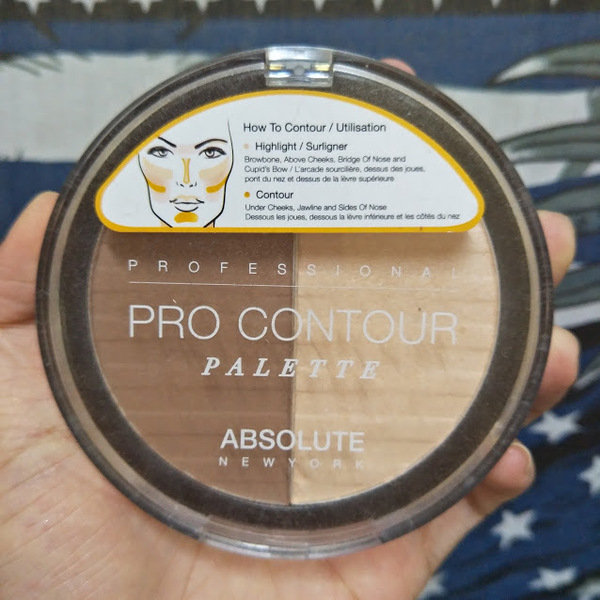 How To Contour / Utilisation
Highlight / Surligner
Browbone, Above Cheeks, Bridge Of Nose and
Cupid's Bow / L'arcade sourcilière, dessus des joues,
pont du nez et dessus de la lèvre supérieure
Contour
Under Cheeks, Jawline and Sides Of Nose
Dessous les joues, dessous la lèvre inférieure et les côtés du nez
PROFESSIONAL
PRO CONTOUR
PALETTE
ABSOLUTE
NEW YORK